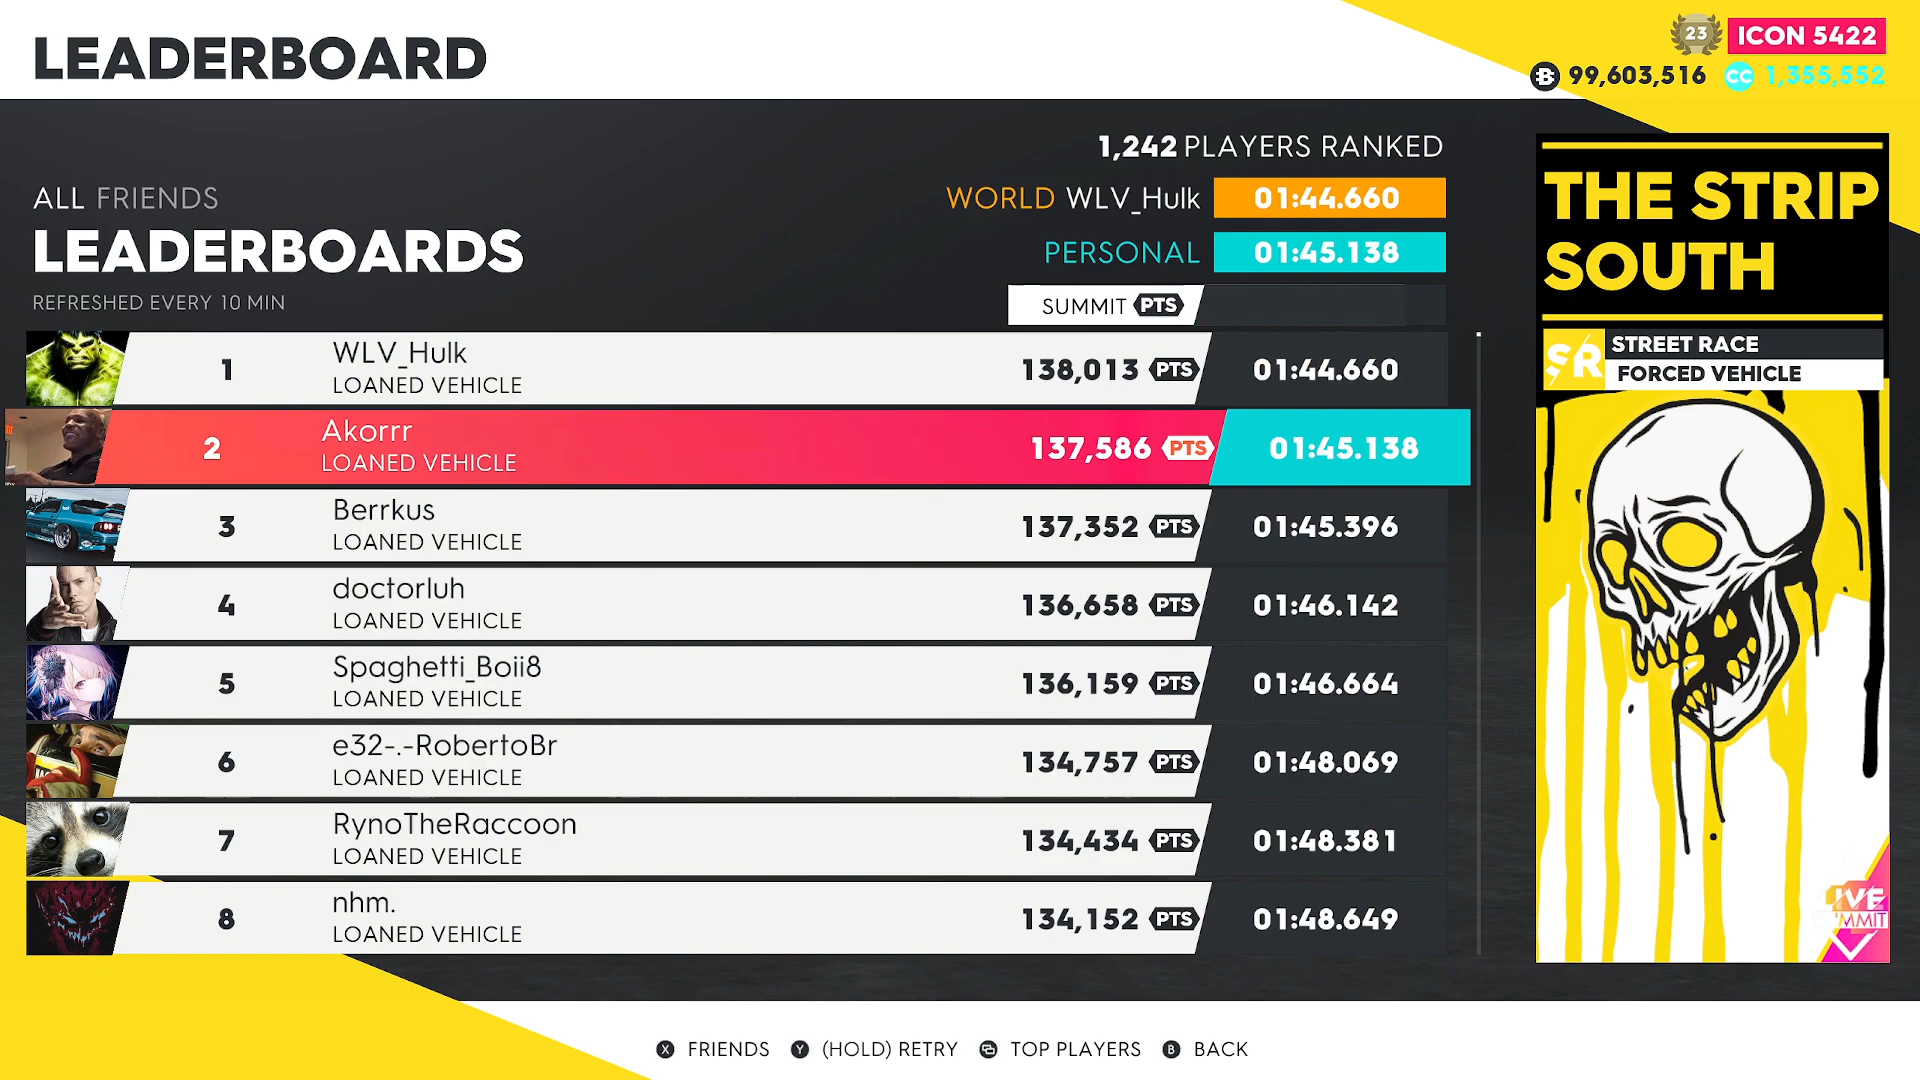 LEADERBOARD
23 ICON 5422
99,603,516 CC 1,355,552
1,242 PLAYERS RANKED
ALL FRIENDS
WORLD WLV_Hulk 01:44.660
LEADERBOARDS
PERSONAL 01:45.138
REFRESHED EVERY 10 MIN
SUMMIT PTS
1 WLV_Hulk 138,013 PTS 01:44.660
LOANED VEHICLE
2 Akorrr 137,586 PTS 01:45.138
LOANED VEHICLE
3 Berrkus 137,352 PTS 01:45.396
LOANED VEHICLE
4 doctorluh 136,658 PTS 01:46.142
LOANED VEHICLE
5 Spaghetti_Boii8 136,159 PTS 01:46.664
LOANED VEHICLE
6 e32-.-RobertoBr 134,757 PTS 01:48.069
LOANED VEHICLE
7 RynoTheRaccoon 134,434 PTS 01:48.381
LOANED VEHICLE
8 nhm. 134,152 PTS 01:48.649
LOANED VEHICLE
THE STRIP
SOUTH
SR STREET RACE
FORCED VEHICLE
X FRIENDS Y (HOLD) RETRY TOP PLAYERS B BACK